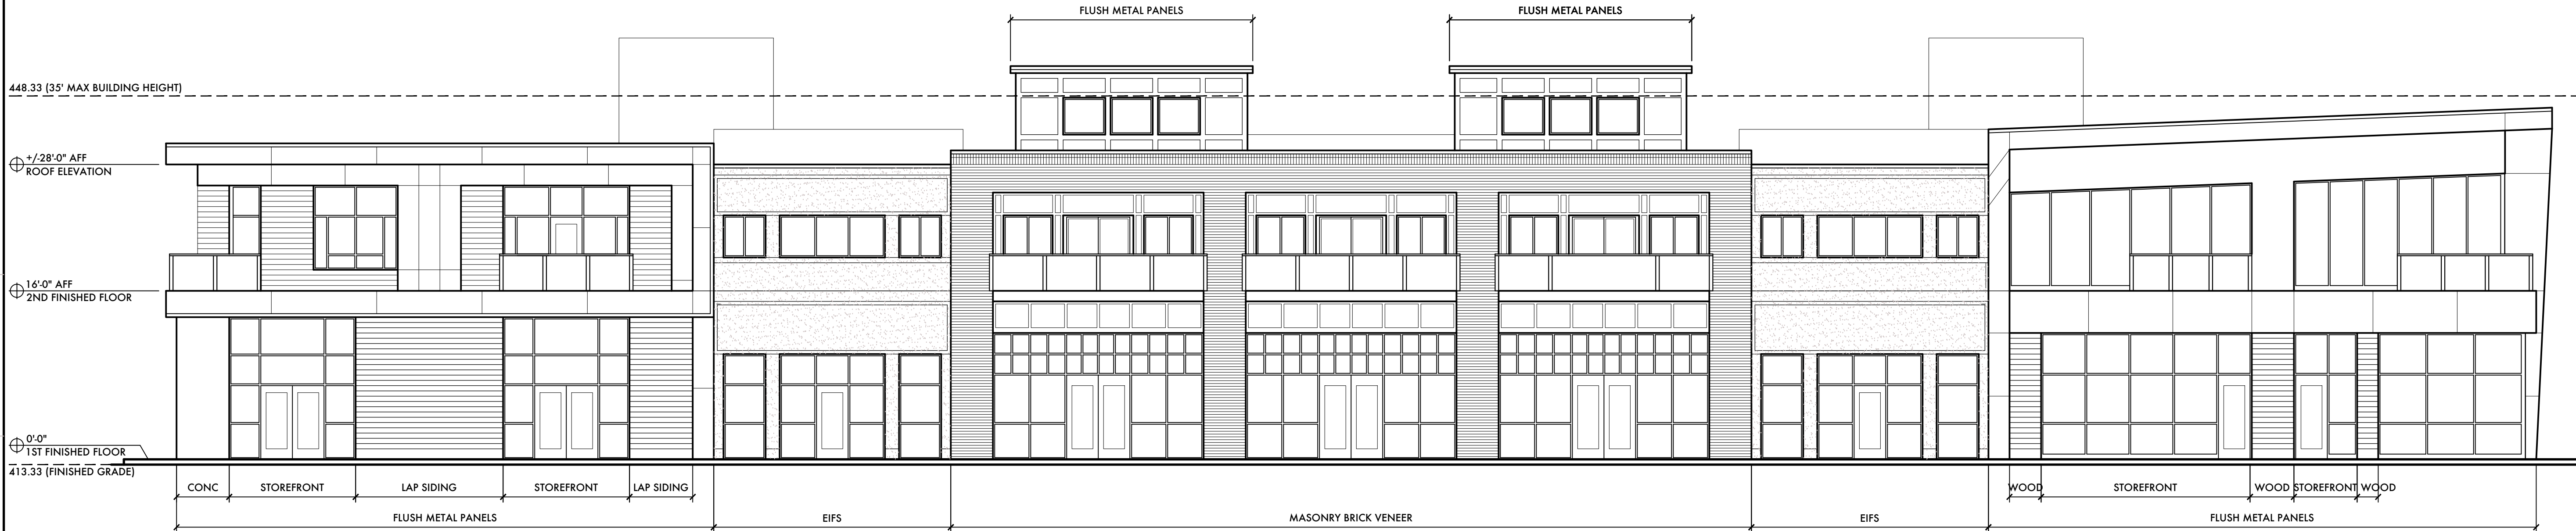 FLUSH METAL PANELS
FLUSH METAL PANELS
448.33 (35' MAX BUILDING HEIGHT)
+/-28'-0" AFF
ROOF ELEVATION
16'-0" AFF
2ND FINISHED FLOOR
0'-0"
1ST FINISHED FLOOR
413.33 (FINISHED GRADE)
CONC STOREFRONT LAP SIDING STOREFRONT LAP SIDING WOOD STOREFRONT WOOD STOREFRONT WOOD
FLUSH METAL PANELS EIFS MASONRY BRICK VENEER EIFS FLUSH METAL PANELS